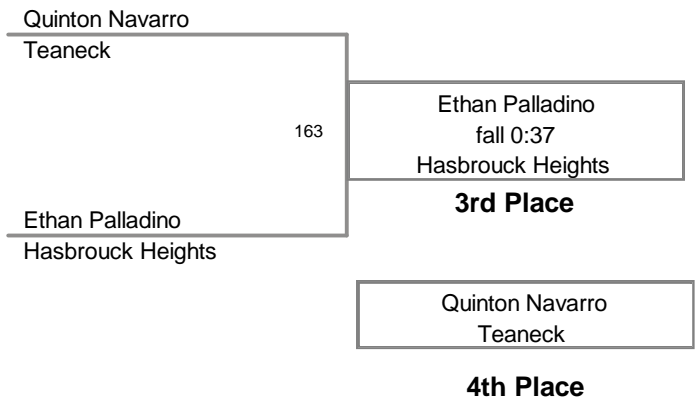 Quinton Navarro
Teaneck
163
Ethan Palladino
Hasbrouck Heights
Ethan Palladino
fall 0:37
Hasbrouck Heights
3rd Place
Quinton Navarro
Teaneck
4th Place